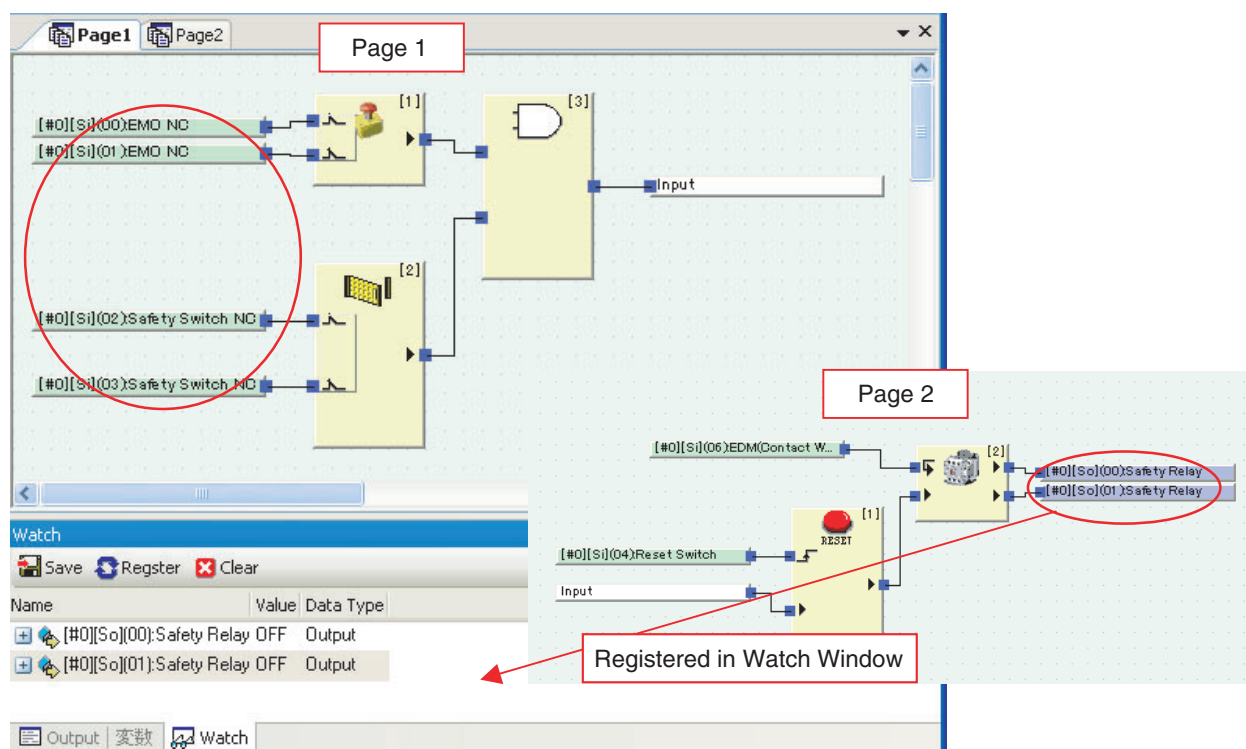 Page1
Page2
Page 1
[#0][Si](00):EMO NC
[#0][Si](01):EMO NC
[1]
[3]
Input
[2]
[#0][Si](02):Safety Switch NC
[#0][Si](03):Safety Switch NC
Page 2
[#0][Si](06):EDM(Contact W...
[2]
[#0][So](00):Safety Relay
[#0][So](01):Safety Relay
[1]
RESET
[#0][Si](04):Reset Switch
Input
Registered in Watch Window
Watch
Save Regster Clear
Name Value Data Type
[#0][So](00):Safety Relay OFF Output
[#0][So](01):Safety Relay OFF Output
Output 変数 Watch